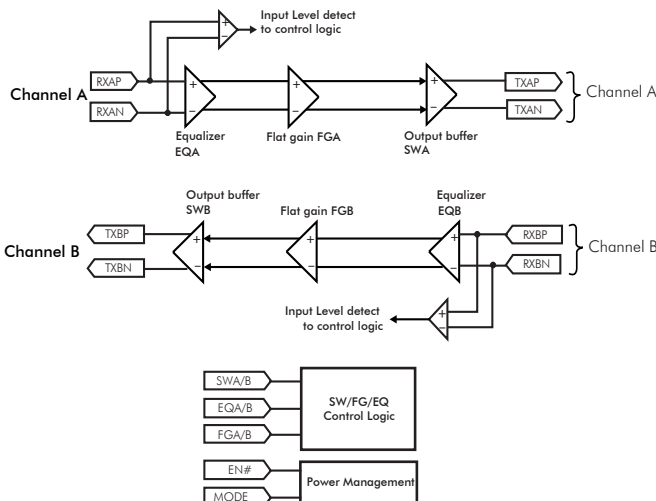 Input Level detect
to control logic
+
−
RXAP
RXAN
Channel A
+
−
Equalizer
EQA
+
−
Flat gain FGA
+
−
Output buffer
SWA
TXAP
TXAN
Channel A
Output buffer
SWB
Flat gain FGB
Equalizer
EQB
Channel B
TXBP
TXBN
+
−
+
−
+
−
RXBP
RXBN
Channel B
Input Level detect
to control logic
+
−
SWA/B
EQA/B
FGA/B
SW/FG/EQ
Control Logic
EN#
MODE
Power Management